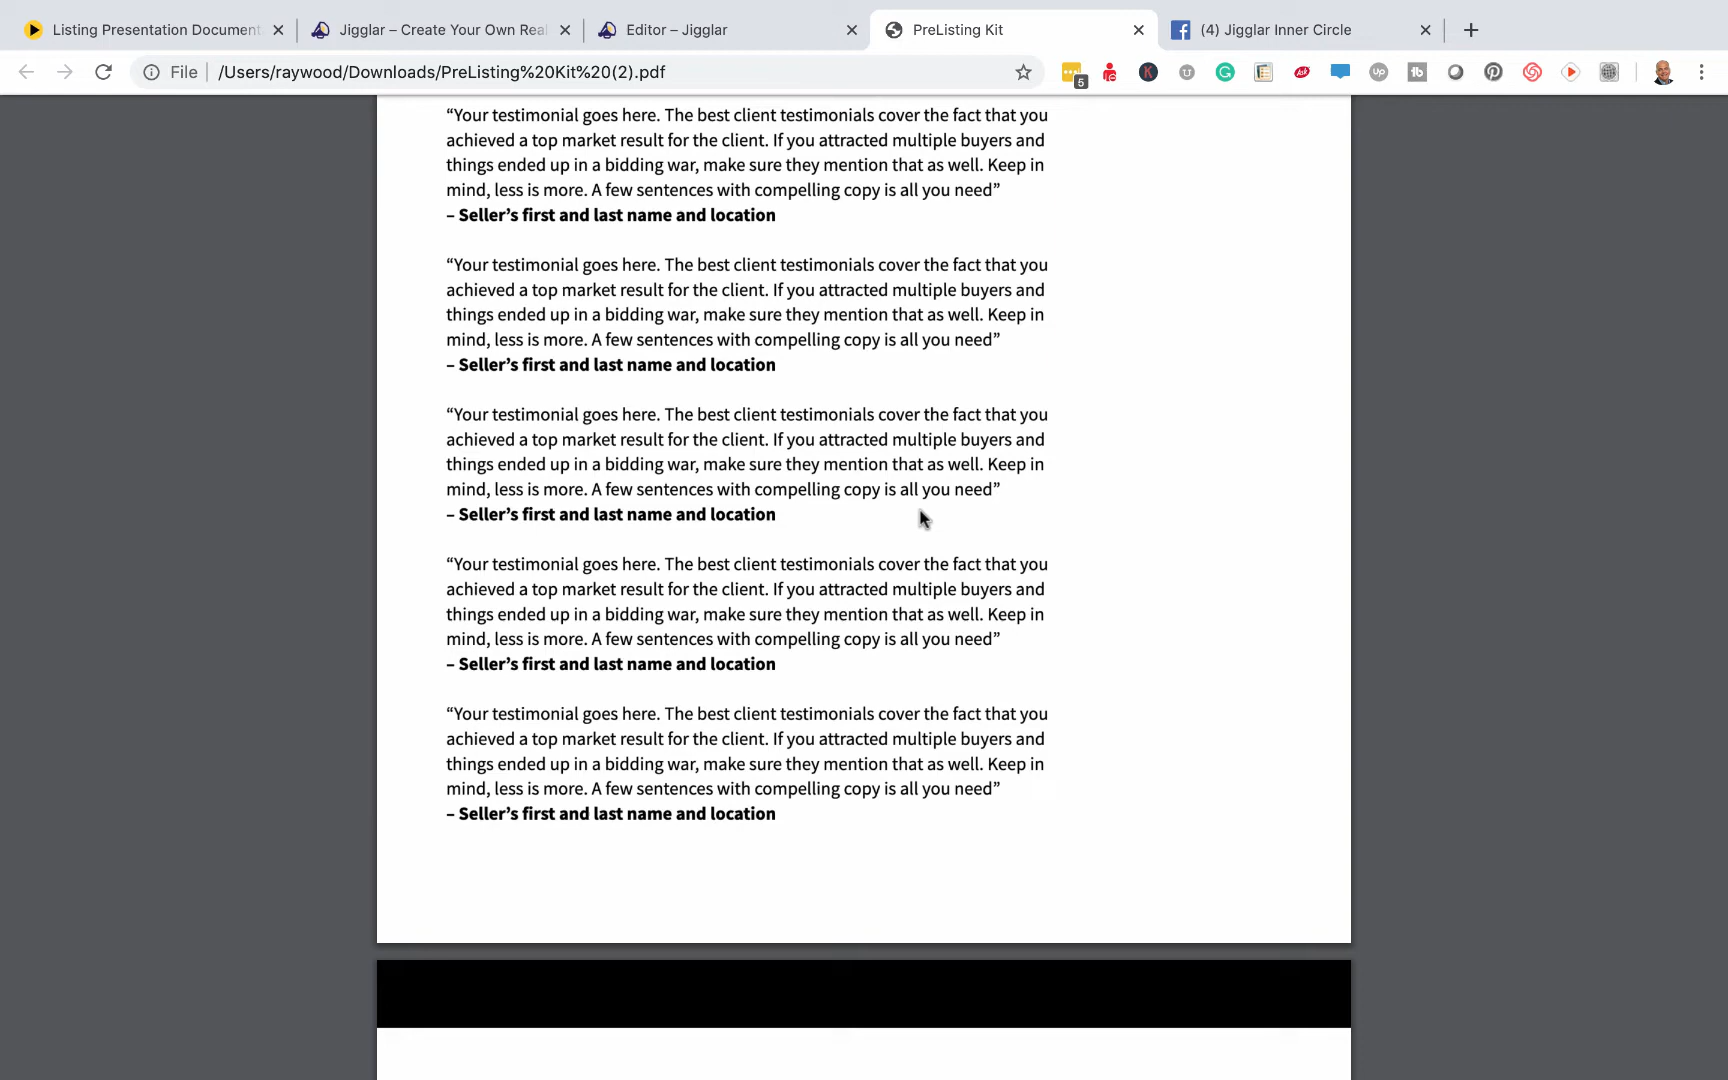 Listing Presentation Document
Jigglar – Create Your Own Real
Editor – Jigglar
PreListing Kit
(4) Jigglar Inner Circle
File
/Users/raywood/Downloads/PreListing%20Kit%20(2).pdf
5
“Your testimonial goes here. The best client testimonials cover the fact that you
achieved a top market result for the client. If you attracted multiple buyers and
things ended up in a bidding war, make sure they mention that as well. Keep in
mind, less is more. A few sentences with compelling copy is all you need”
– Seller’s first and last name and location
“Your testimonial goes here. The best client testimonials cover the fact that you
achieved a top market result for the client. If you attracted multiple buyers and
things ended up in a bidding war, make sure they mention that as well. Keep in
mind, less is more. A few sentences with compelling copy is all you need”
– Seller’s first and last name and location
“Your testimonial goes here. The best client testimonials cover the fact that you
achieved a top market result for the client. If you attracted multiple buyers and
things ended up in a bidding war, make sure they mention that as well. Keep in
mind, less is more. A few sentences with compelling copy is all you need”
– Seller’s first and last name and location
“Your testimonial goes here. The best client testimonials cover the fact that you
achieved a top market result for the client. If you attracted multiple buyers and
things ended up in a bidding war, make sure they mention that as well. Keep in
mind, less is more. A few sentences with compelling copy is all you need”
– Seller’s first and last name and location
“Your testimonial goes here. The best client testimonials cover the fact that you
achieved a top market result for the client. If you attracted multiple buyers and
things ended up in a bidding war, make sure they mention that as well. Keep in
mind, less is more. A few sentences with compelling copy is all you need”
– Seller’s first and last name and location